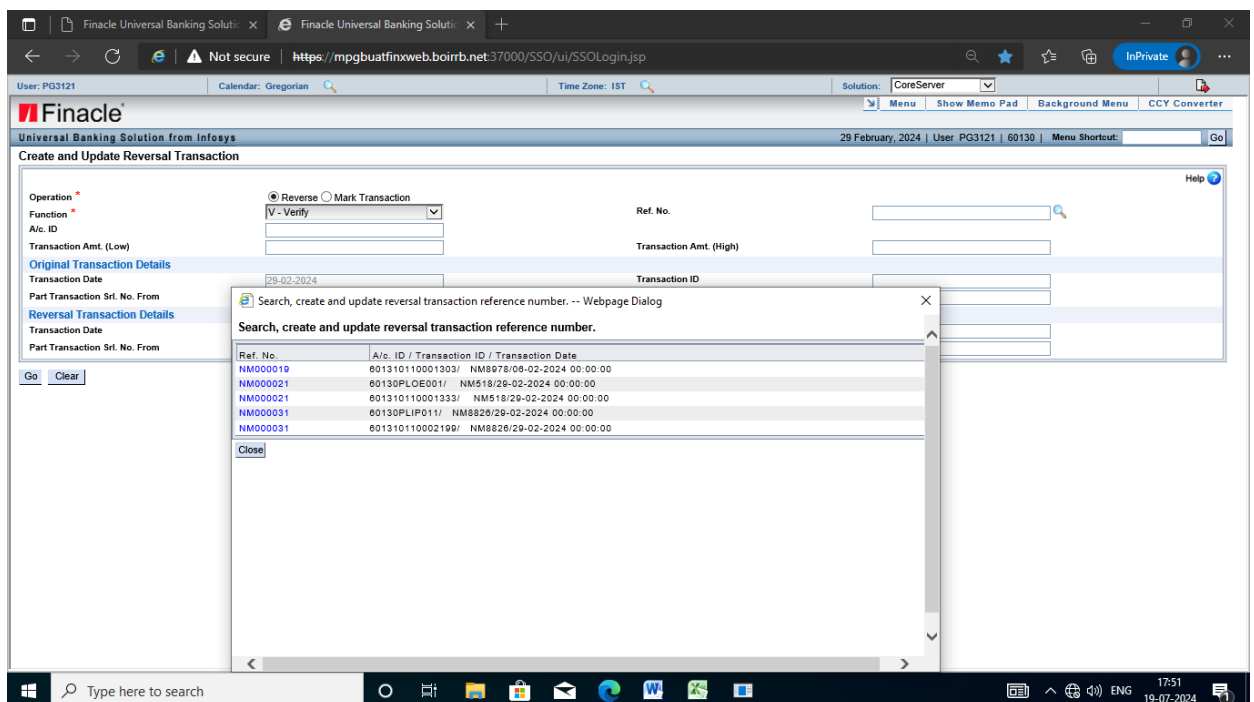 Finacle Universal Banking Solutic
Finacle Universal Banking Solutic
Not secure https://mpgbuatfinxweb.boirrb.net:37000/SSO/ui/SSOLogin.jsp InPrivate
User: PG3121 Calendar: Gregorian Time Zone: IST Solution: CoreServer
Finacle
Menu Show Memo Pad Background Menu CCY Converter
Universal Banking Solution from Infosys 29 February, 2024 | User PG3121 | 60130 | Menu Shortcut: Go
Create and Update Reversal Transaction
Help
Operation * Reverse Mark Transaction
Function * V - Verify Ref. No.
A/c. ID
Transaction Amt. (Low) Transaction Amt. (High)
Original Transaction Details
Transaction Date 29-02-2024 Transaction ID
Part Transaction Srl. No. From
Reversal Transaction Details
Transaction Date
Part Transaction Srl. No. From
Go Clear
Search, create and update reversal transaction reference number. -- Webpage Dialog
Search, create and update reversal transaction reference number.
Ref. No. A/c. ID / Transaction ID / Transaction Date
NM000019 601310110001303/ NM8978/06-02-2024 00:00:00
NM000021 60130PLOE001/ NM518/29-02-2024 00:00:00
NM000021 601310110001333/ NM518/29-02-2024 00:00:00
NM000031 60130PLIP011/ NM8826/29-02-2024 00:00:00
NM000031 601310110002199/ NM8826/29-02-2024 00:00:00
Close
Type here to search ENG 17:51
19-07-2024